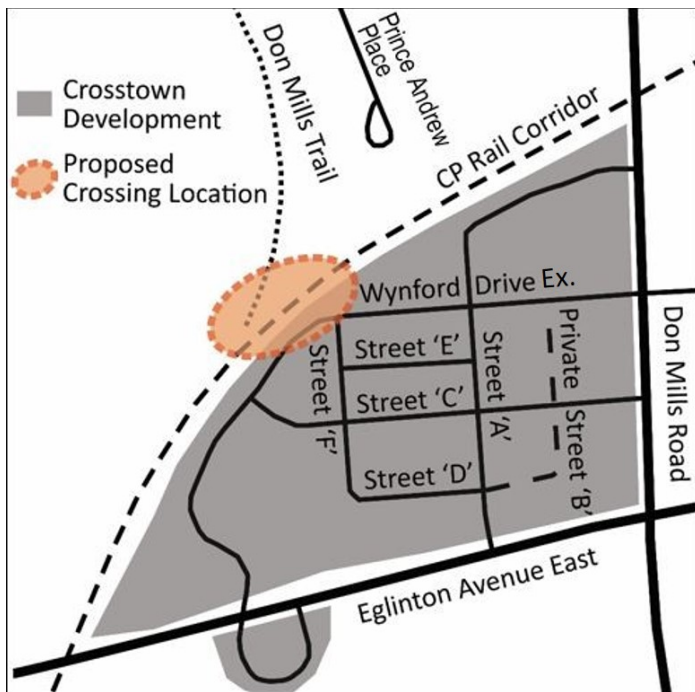 Crosstown
Development
Proposed
Crossing Location
Don Mills Trail
Prince Andrew
Place
CP Rail Corridor
Wynford Drive Ex.
Street 'E'
Street 'C'
Street 'D'
Street 'F'
Street 'A'
Private Street 'B'
Don Mills Road
Eglinton Avenue East